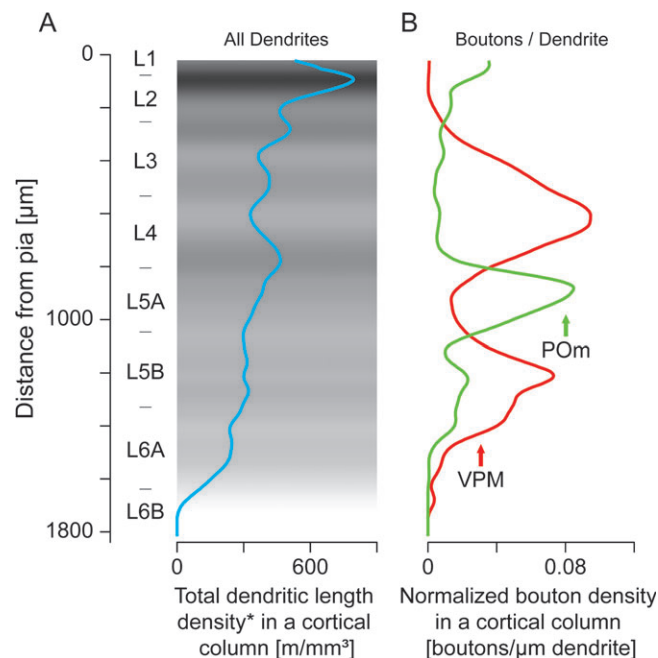 A
All Dendrites
B
Boutons / Dendrite
Distance from pia [µm]
0
1000
1800
L1
L2
L3
L4
L5A
L5B
L6A
L6B
POm
VPM
0 600
0 0.08
Total dendritic length
density* in a cortical
column [m/mm³]
Normalized bouton density
in a cortical column
[boutons/µm dendrite]